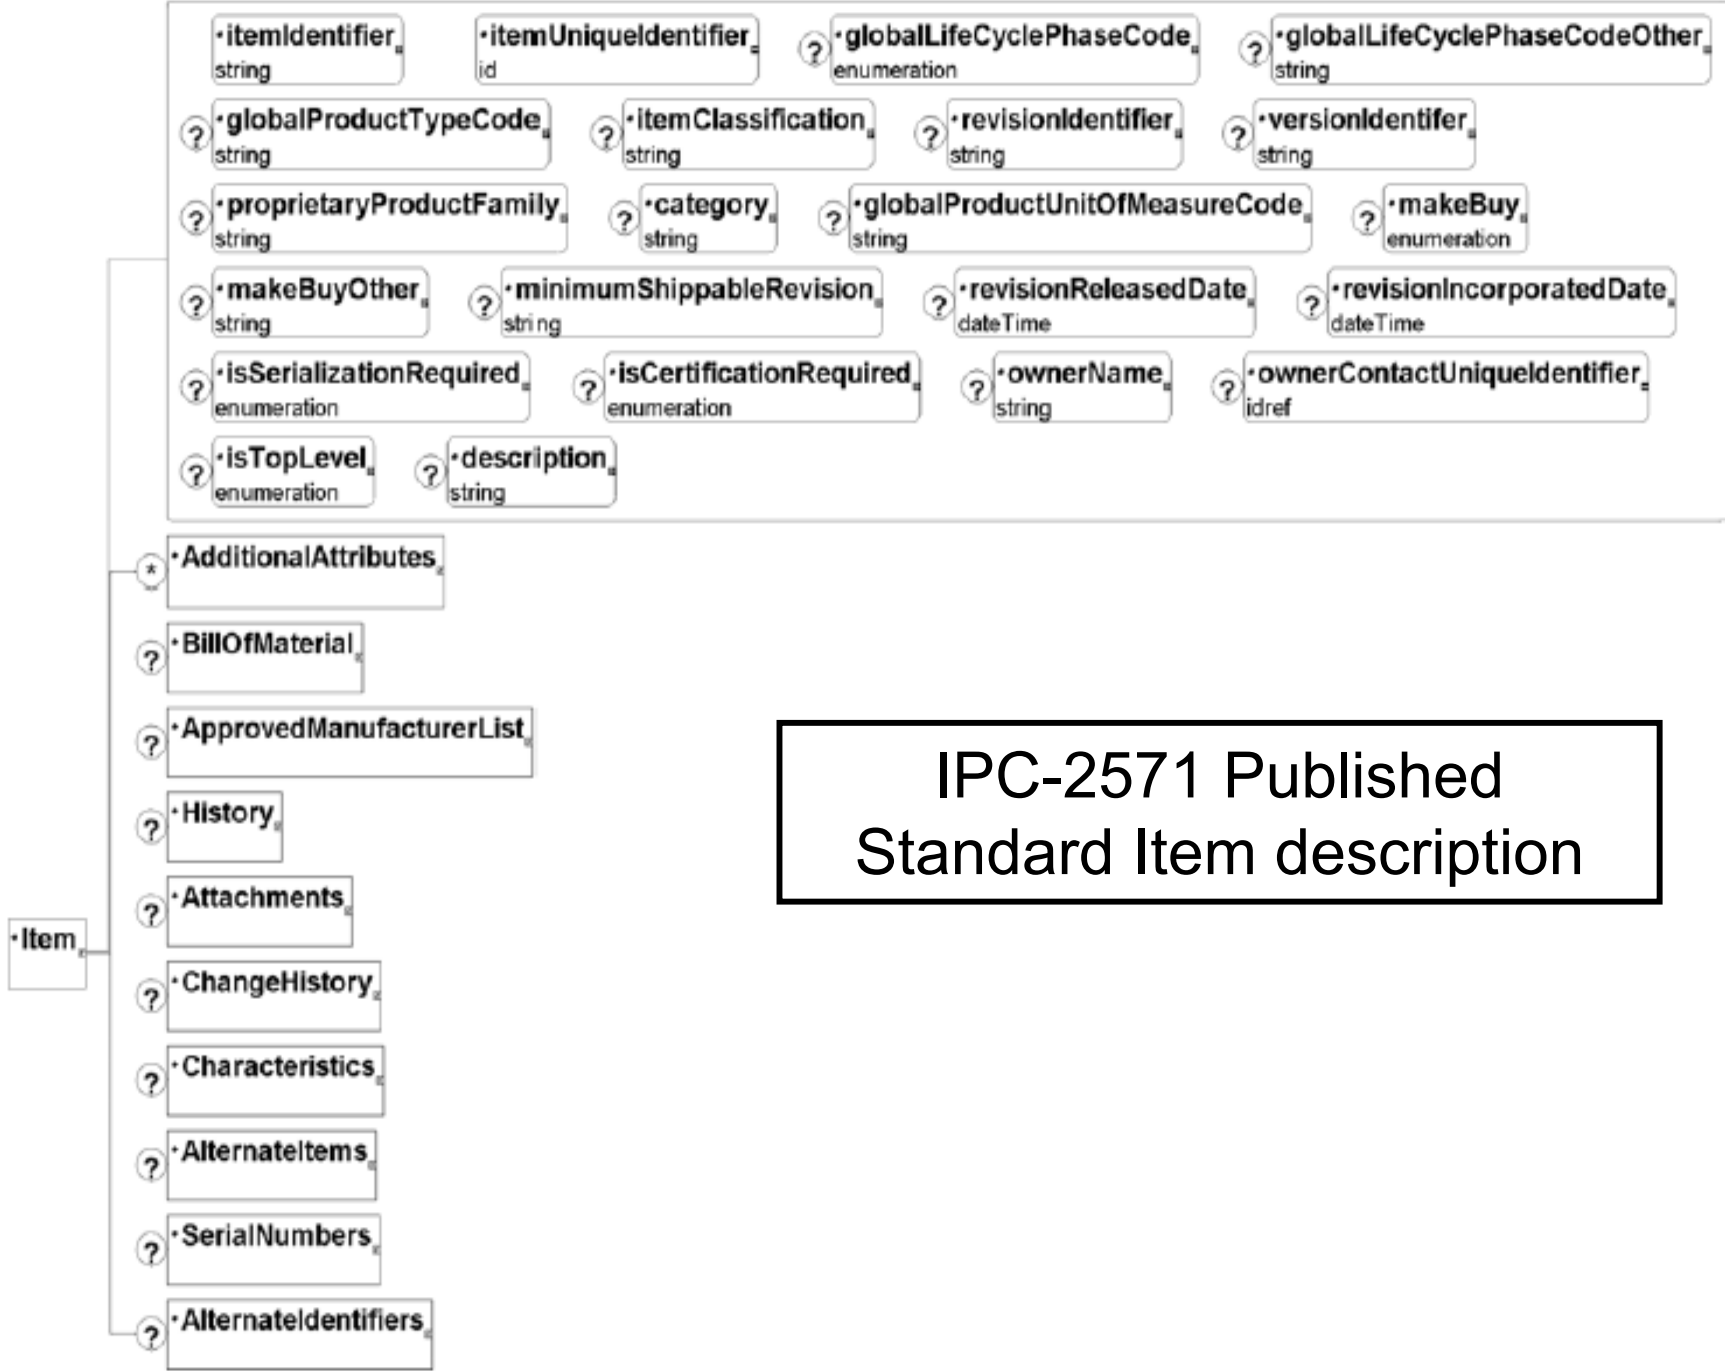 ·itemIdentifier ·itemUniqueIdentifier ? ·globalLifeCyclePhaseCode ? ·globalLifeCyclePhaseCodeOther
string id enumeration string
? ·globalProductTypeCode ? ·itemClassification ? ·revisionIdentifier ? ·versionIdentifer
string string string string
? ·proprietaryProductFamily ? ·category ? ·globalProductUnitOfMeasureCode ? ·makeBuy
string string string enumeration
? ·makeBuyOther ? ·minimumShippableRevision ? ·revisionReleasedDate ? ·revisionIncorporatedDate
string string dateTime dateTime
? ·isSerializationRequired ? ·isCertificationRequired ? ·ownerName ? ·ownerContactUniqueIdentifier
enumeration enumeration string idref
? ·isTopLevel ? ·description
enumeration string
* ·AdditionalAttributes
? ·BillOfMaterial
? ·ApprovedManufacturerList
IPC-2571 Published
Standard Item description
? ·History
? ·Attachments
·Item
? ·ChangeHistory
? ·Characteristics
? ·AlternateItems
? ·SerialNumbers
? ·AlternateIdentifiers